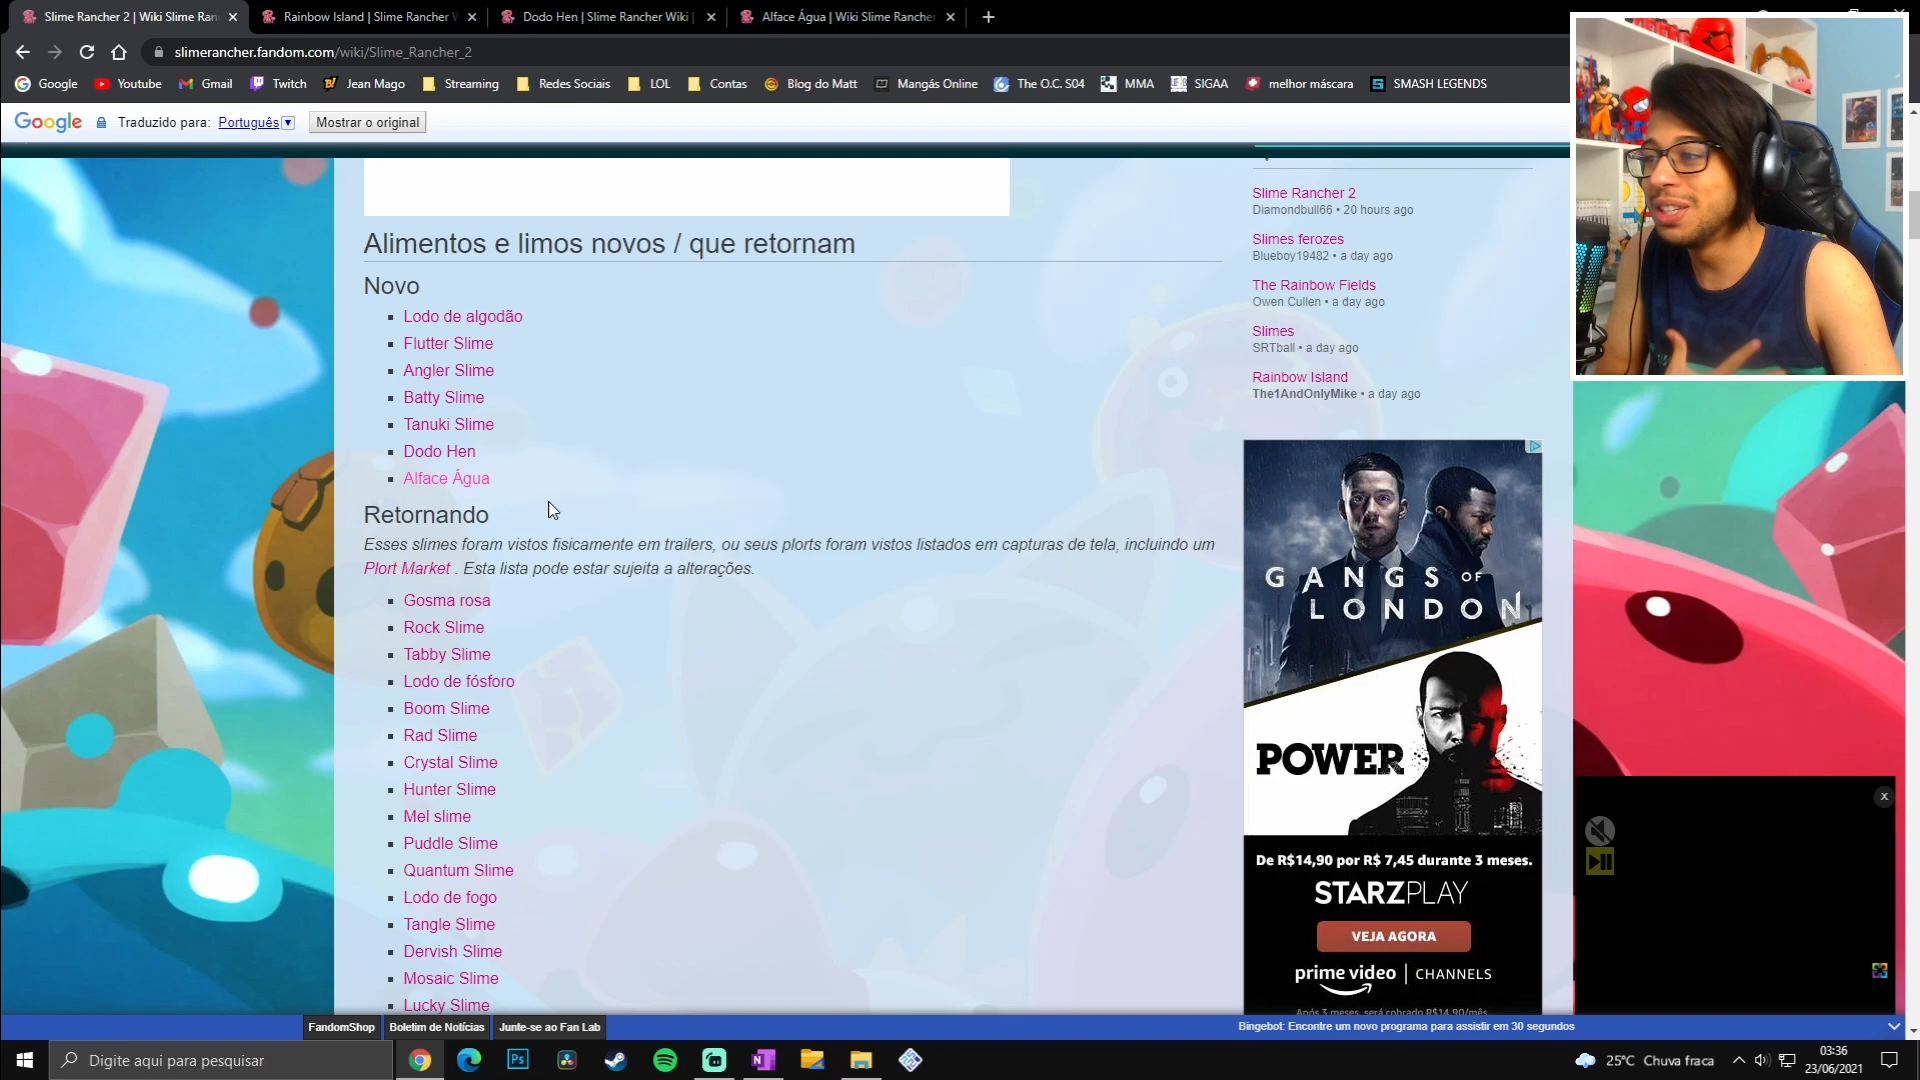 Slime Rancher 2 | Wiki Slime Ran
Rainbow Island | Slime Rancher W
Dodo Hen | Slime Rancher Wiki |
Alface Água | Wiki Slime Rancher
slimerancher.fandom.com/wiki/Slime_Rancher_2
Google
Youtube
Gmail
Twitch
Jean Mago
Streaming
Redes Sociais
LOL
Contas
Blog do Matt
Mangás Online
The O.C. S04
MMA
SIGAA
melhor máscara
SMASH LEGENDS
Google Traduzido para: Português Mostrar o original
Alimentos e limos novos / que retornam
Novo
Lodo de algodão
Flutter Slime
Angler Slime
Batty Slime
Tanuki Slime
Dodo Hen
Alface Água
Retornando
Esses slimes foram vistos fisicamente em trailers, ou seus plorts foram vistos listados em capturas de tela, incluindo um
Plort Market . Esta lista pode estar sujeita a alterações.
Gosma rosa
Rock Slime
Tabby Slime
Lodo de fósforo
Boom Slime
Rad Slime
Crystal Slime
Hunter Slime
Mel slime
Puddle Slime
Quantum Slime
Lodo de fogo
Tangle Slime
Dervish Slime
Mosaic Slime
Lucky Slime
Slime Rancher 2
Diamondbull66 • 20 hours ago
Slimes ferozes
Blueboy19482 • a day ago
The Rainbow Fields
Owen Cullen • a day ago
Slimes
SRTball • a day ago
Rainbow Island
The1AndOnlyMike • a day ago
GANGS OF
LONDON
POWER
De R$14,90 por R$ 7,45 durante 3 meses.
STARZPLAY
VEJA AGORA
prime video | CHANNELS
Após 3 meses, será cobrado R$14,90/mês
FandomShop
Boletim de Notícias
Junte-se ao Fan Lab
Bingebot: Encontre um novo programa para assistir em 30 segundos
Digite aqui para pesquisar
25°C Chuva fraca
03:36
23/06/2021